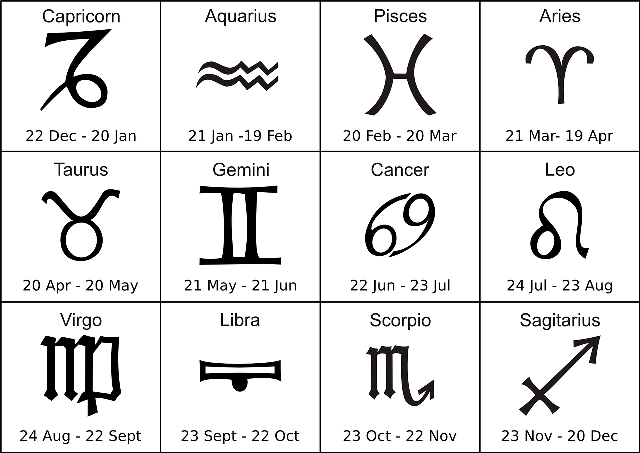 Capricorn
Aquarius
Pisces
Aries
22 Dec - 20 Jan
21 Jan -19 Feb
20 Feb - 20 Mar
21 Mar- 19 Apr
Taurus
Gemini
Cancer
Leo
20 Apr - 20 May
21 May - 21 Jun
22 Jun - 23 Jul
24 Jul - 23 Aug
Virgo
Libra
Scorpio
Sagitarius
24 Aug - 22 Sept
23 Sept - 22 Oct
23 Oct - 22 Nov
23 Nov - 20 Dec